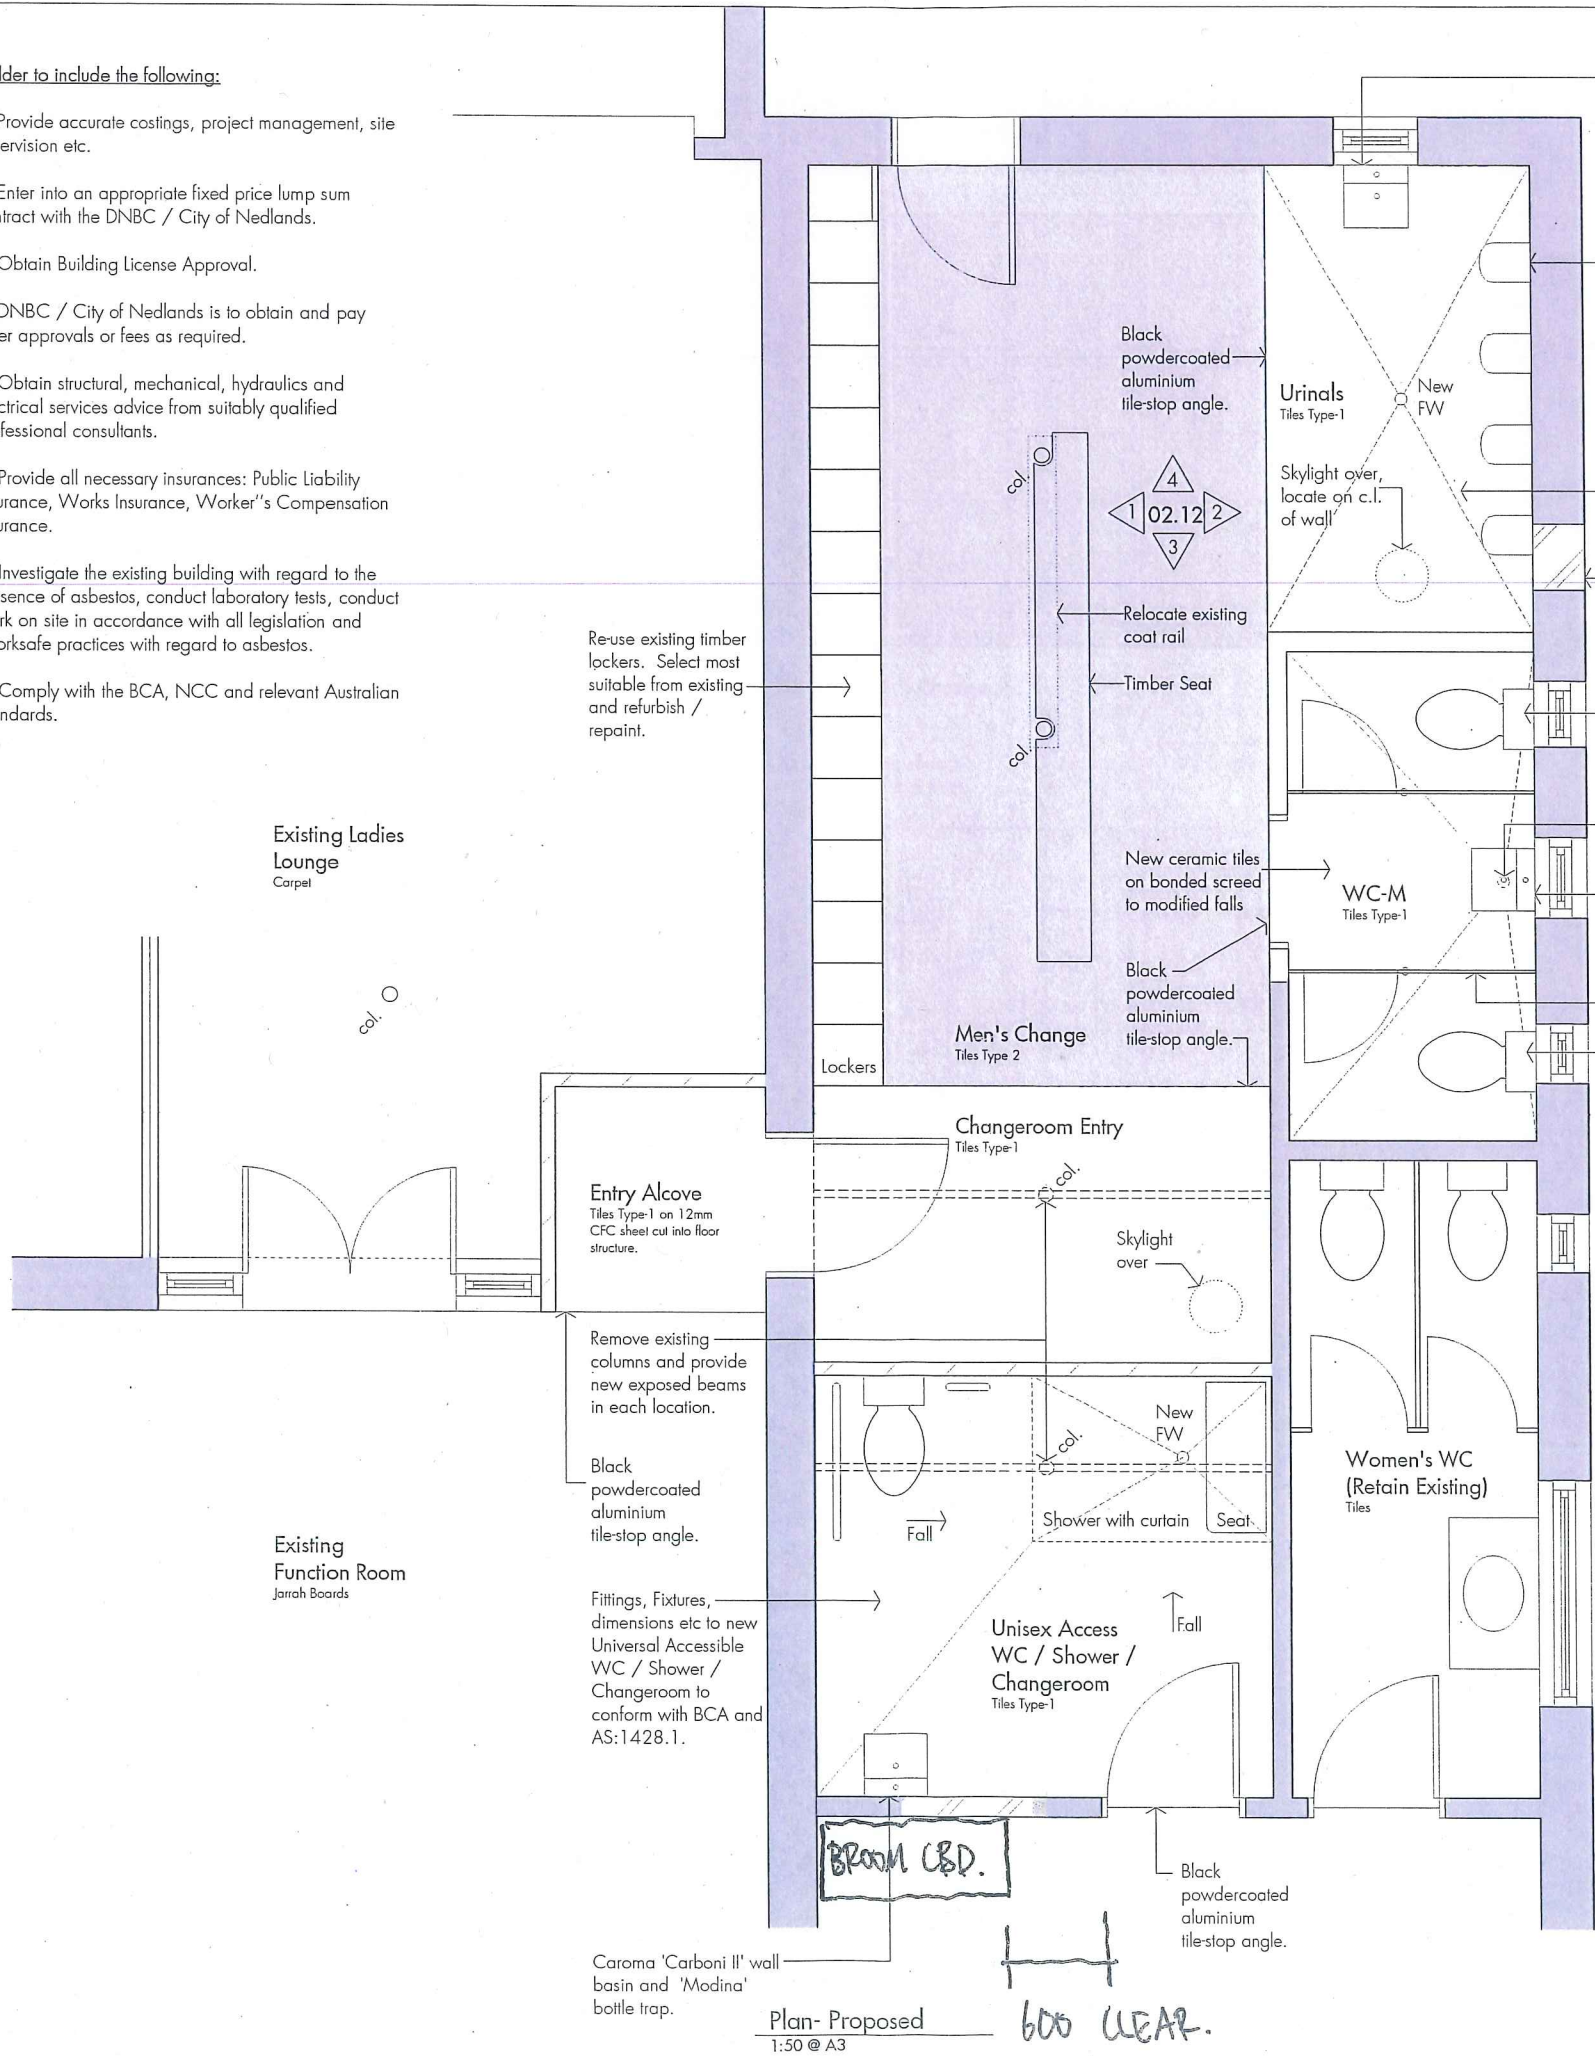 lder to include the following:
Provide accurate costings, project management, site
ervision etc.
Enter into an appropriate fixed price lump sum
tract with the DNBC / City of Nedlands.
Obtain Building License Approval.
DNBC / City of Nedlands is to obtain and pay
er approvals or fees as required.
Obtain structural, mechanical, hydraulics and
ctrical services advice from suitably qualified
fessional consultants.
Provide all necessary insurances: Public Liability
urance, Works Insurance, Worker''s Compensation
urance.
Investigate the existing building with regard to the
sence of asbestos, conduct laboratory tests, conduct
rk on site in accordance with all legislation and
orksafe practices with regard to asbestos.
Comply with the BCA, NCC and relevant Australian
ndards.
Black
powdercoated
aluminium
tile-stop angle.
Urinals
Tiles Type-1
New
FW
Skylight over,
locate on c.l.
of wall
col.
4
1 02.12 2
3
Relocate existing
coat rail
Timber Seat
col.
Re-use existing timber
lockers. Select most
suitable from existing
and refurbish /
repaint.
Existing Ladies
Lounge
Carpet
col.
New ceramic tiles
on bonded screed
to modified falls
WC-M
Tiles Type-1
Black
powdercoated
aluminium
tile-stop angle.
Men's Change
Tiles Type 2
Lockers
Changeroom Entry
Tiles Type-1
col.
Entry Alcove
Tiles Type-1 on 12mm
CFC sheet cut into floor
structure.
Skylight
over
Remove existing
columns and provide
new exposed beams
in each location.
New
FW
col.
Black
powdercoated
aluminium
tile-stop angle.
Fall
Shower with curtain
Seat
Women's WC
(Retain Existing)
Tiles
Existing
Function Room
Jarrah Boards
Fittings, Fixtures,
dimensions etc to new
Universal Accessible
WC / Shower /
Changeroom to
conform with BCA and
AS:1428.1.
Unisex Access
WC / Shower /
Changeroom
Tiles Type-1
Fall
BROOM CBD.
Black
powdercoated
aluminium
tile-stop angle.
Caroma 'Carboni II' wall
basin and 'Modina'
bottle trap.
Plan- Proposed
1:50 @ A3
600 CLEAR.